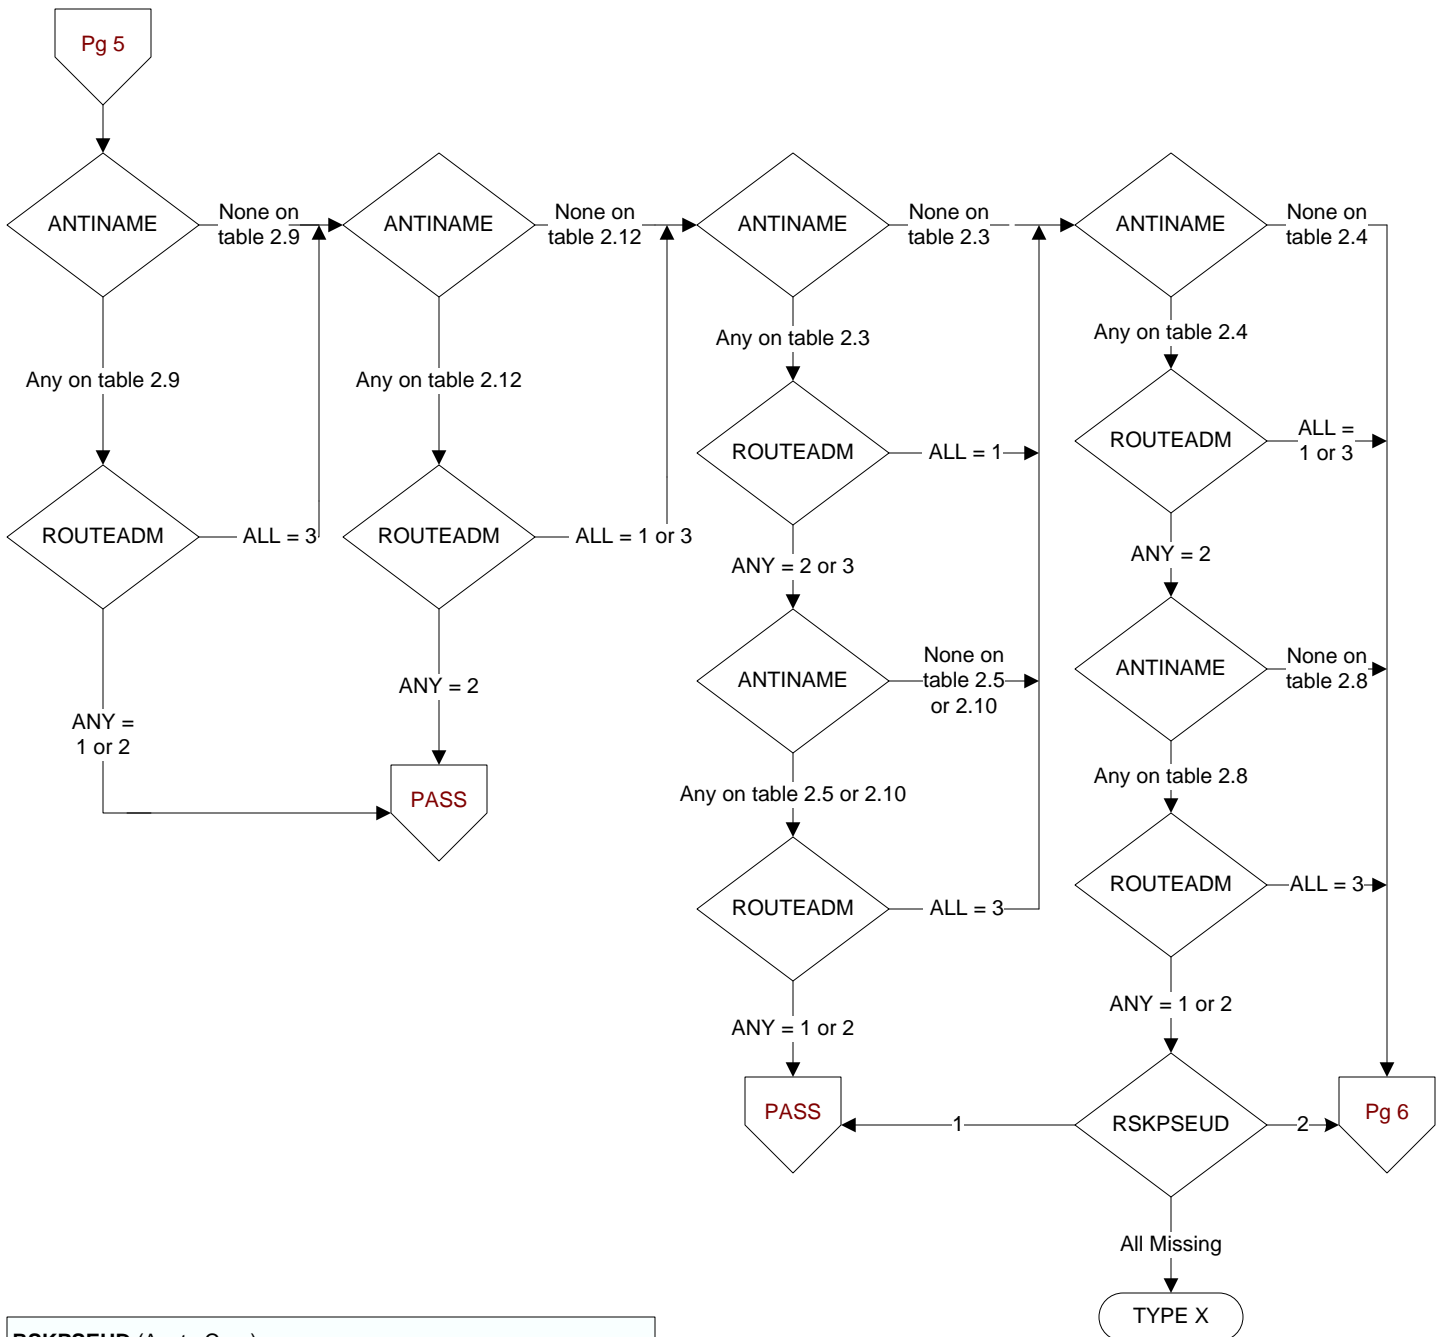 Pg 5
ANTINAME
None on
table 2.9
Any on table 2.9
ROUTEADM
ALL = 3
ANY =
1 or 2
ANTINAME
None on
table 2.12
Any on table 2.12
ROUTEADM
ALL = 1 or 3
ANY = 2
PASS
ANTINAME
None on
table 2.3
Any on table 2.3
ROUTEADM
ALL = 1
ANY = 2 or 3
ANTINAME
None on
table 2.5
or 2.10
Any on table 2.5 or 2.10
ROUTEADM
ALL = 3
ANY = 1 or 2
PASS
ANTINAME
None on
table 2.4
Any on table 2.4
ROUTEADM
ALL =
1 or 3
ANY = 2
ANTINAME
None on
table 2.8
Any on table 2.8
ROUTEADM
ALL = 3
ANY = 1 or 2
RSKPSEUD
1
2
Pg 6
All Missing
TYPE X